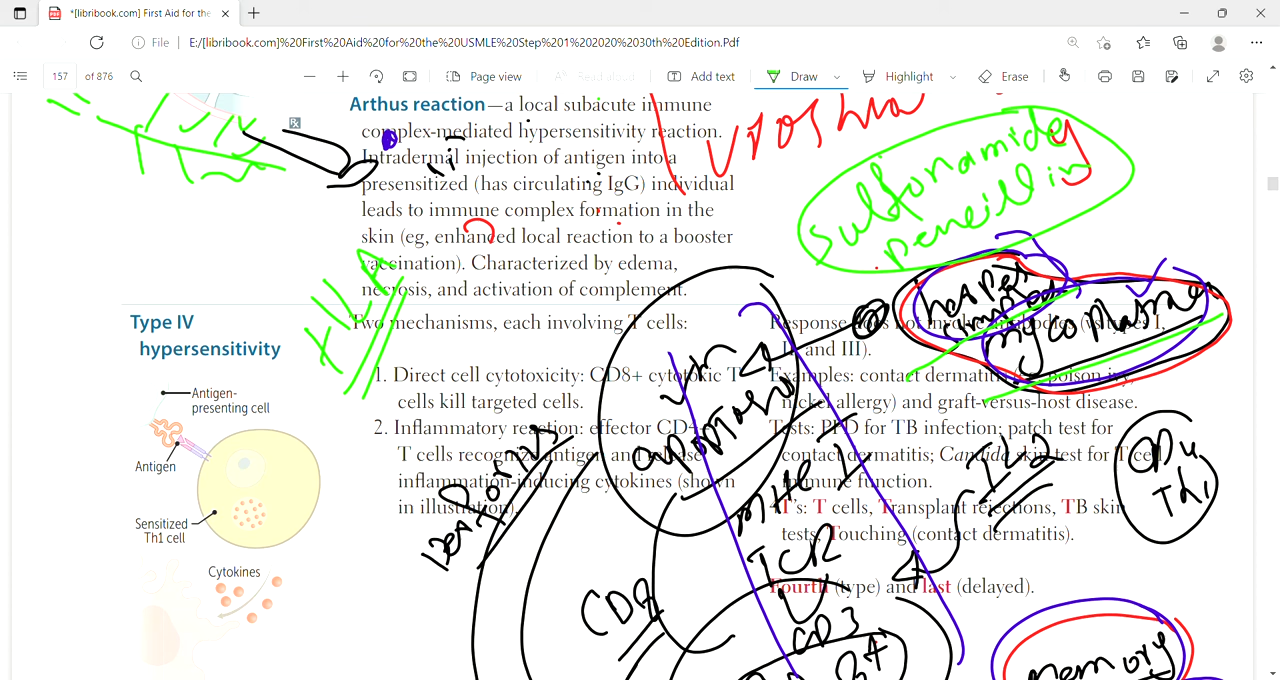 *[libribook.com] First Aid for the
File E:/[libribook.com]%20First%20Aid%20for%20the%20USMLE%20Step%201%202020%2030th%20Edition.Pdf
157 of 876 Page view Read aloud Add text Draw Highlight Erase
Arthus reaction—a local subacute immune
complex-mediated hypersensitivity reaction.
Intradermal injection of antigen into a
presensitized (has circulating IgG) individual
leads to immune complex formation in the
skin (eg, enhanced local reaction to a booster
vaccination). Characterized by edema,
necrosis, and activation of complement.
Sulfonamide
pencillin
mycoplasma
Type IV
hypersensitivity
Antigen-
presenting cell
Antigen
Sensitized
Th1 cell
Cytokines
Two mechanisms, each involving T cells:
1. Direct cell cytotoxicity: CD8+ cytotoxic T
cells kill targeted cells.
2. Inflammatory reaction: effector CD4+
T cells recognize antigen and release
inflammation-inducing cytokines (shown
in illustration).
Response does not involve antibodies (vs types I,
II, and III).
Examples: contact dermatitis (eg, poison ivy,
nickel allergy) and graft-versus-host disease.
Tests: PPD for TB infection; patch test for
contact dermatitis; Candida skin test for T cell
immune function.
4T's: T cells, Transplant rejections, TB skin
tests, Touching (contact dermatitis).
Fourth (type) and last (delayed).
apoptosis
MHC I
TCR
CD3
IL2
CD4
Th1
memory